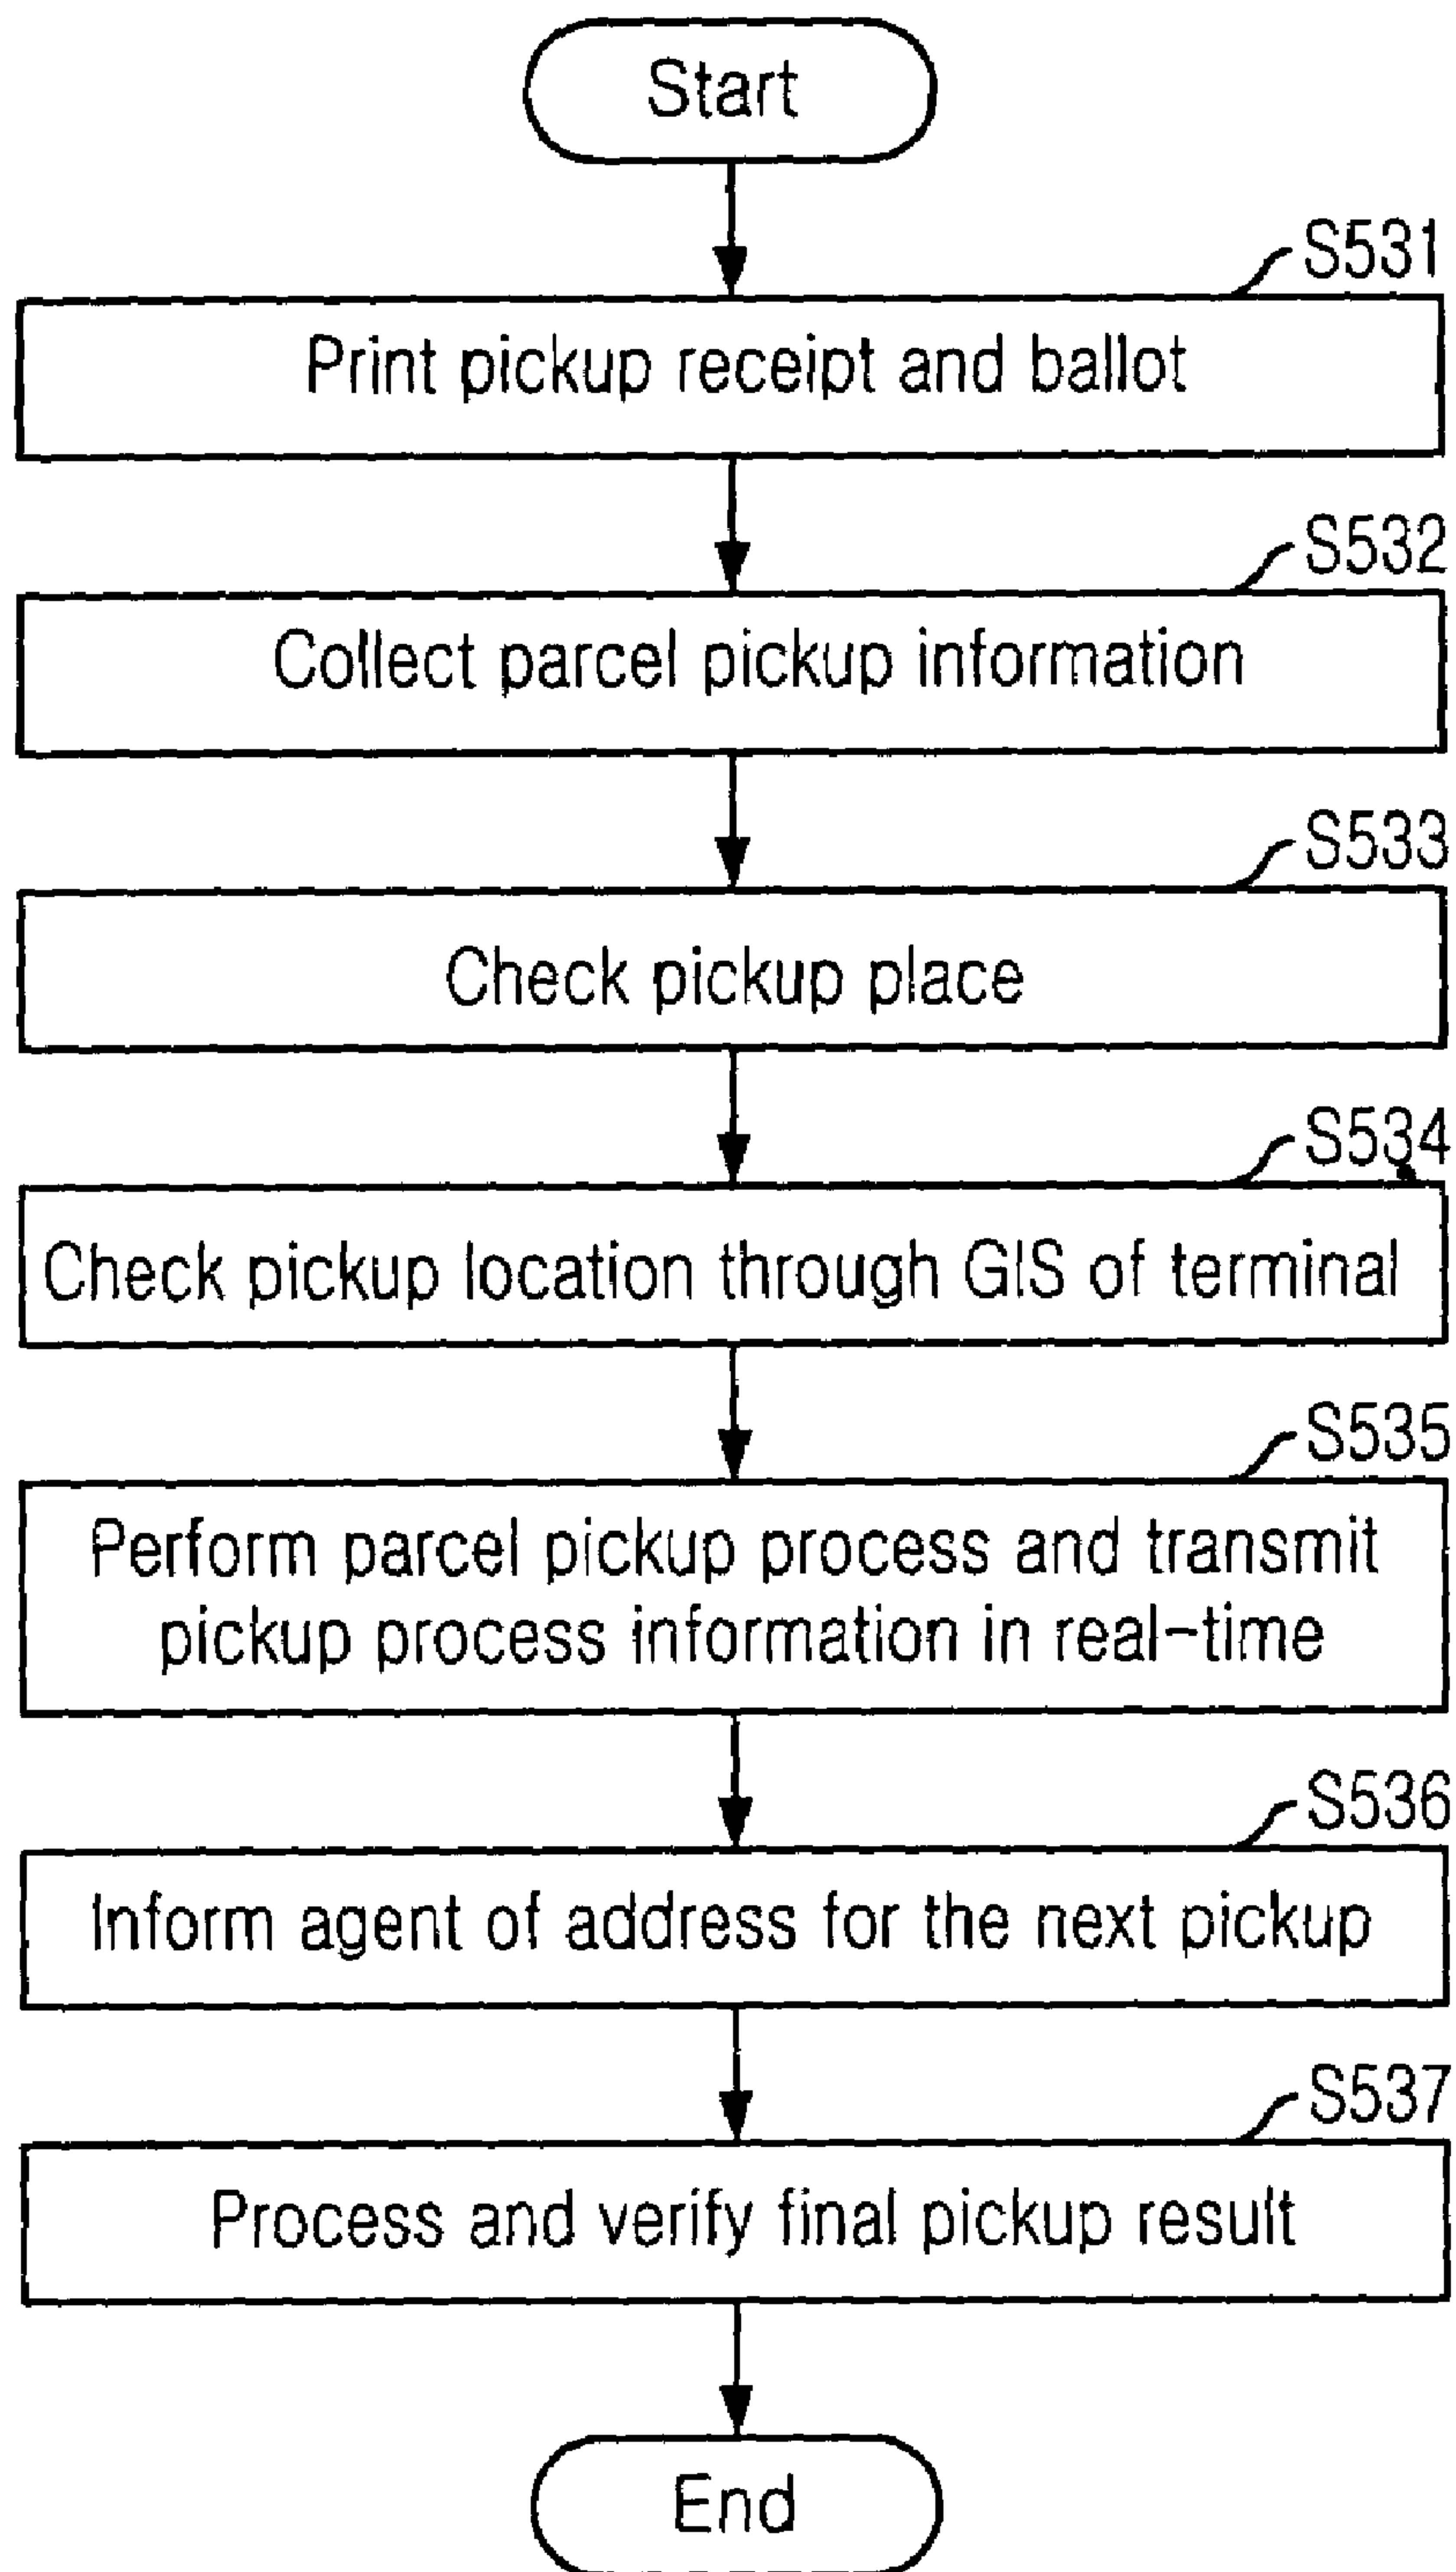 Start
S531
Print pickup receipt and ballot
S532
Collect parcel pickup information
S533
Check pickup place
S534
Check pickup location through GIS of terminal
S535
Perform parcel pickup process and transmit
pickup process information in real-time
S536
Inform agent of address for the next pickup
S537
Process and verify final pickup result
End